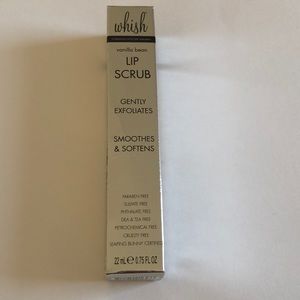 whish
vanilla bean
LIP
SCRUB
GENTLY
EXFOLIATES
SMOOTHES
& SOFTENS
PARABEN FREE
SULFATE FREE
PHTHALATE FREE
DEA & TEA FREE
PETROCHEMICAL FREE
CRUELTY FREE
LEAPING BUNNY CERTIFIED
22 mL ℮ 0.75 FL OZ